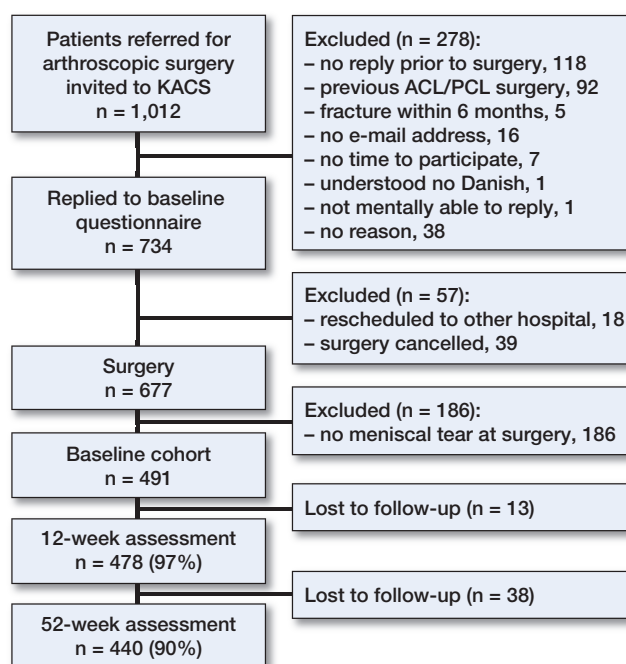 Patients referred for
arthroscopic surgery
invited to KACS
n = 1,012
Excluded (n = 278):
– no reply prior to surgery, 118
– previous ACL/PCL surgery, 92
– fracture within 6 months, 5
– no e-mail address, 16
– no time to participate, 7
– understood no Danish, 1
– not mentally able to reply, 1
– no reason, 38
Replied to baseline
questionnaire
n = 734
Excluded (n = 57):
– rescheduled to other hospital, 18
– surgery cancelled, 39
Surgery
n = 677
Excluded (n = 186):
– no meniscal tear at surgery, 186
Baseline cohort
n = 491
Lost to follow-up (n = 13)
12-week assessment
n = 478 (97%)
Lost to follow-up (n = 38)
52-week assessment
n = 440 (90%)